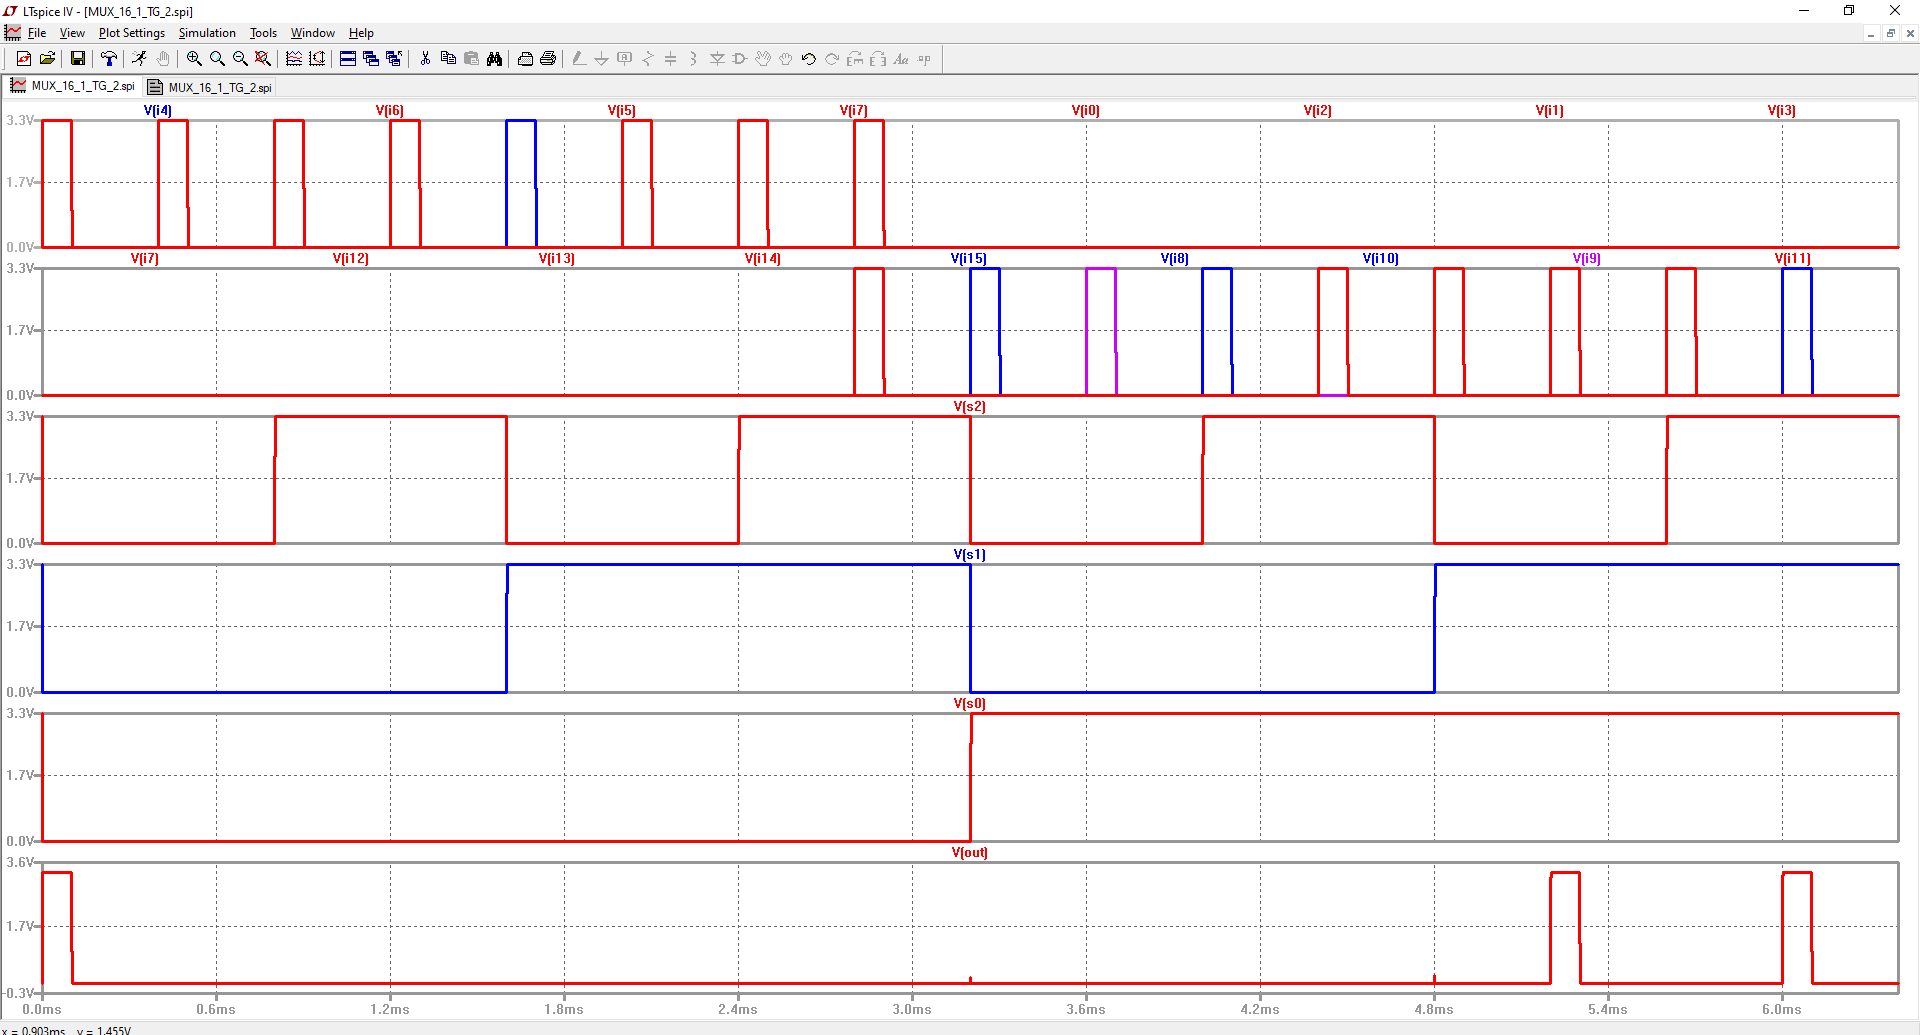 LTspice IV - [MUX_16_1_TG_2.spi]
File View Plot Settings Simulation Tools Window Help
MUX_16_1_TG_2.spi MUX_16_1_TG_2.spi
V(i4) V(i6) V(i5) V(i7) V(i0) V(i2) V(i1) V(i3)
3.3V
1.7V
0.0V
V(i7) V(i12) V(i13) V(i14) V(i15) V(i8) V(i10) V(i9) V(i11)
3.3V
1.7V
0.0V
V(s2)
3.3V
1.7V
0.0V
V(s1)
3.3V
1.7V
0.0V
V(s0)
3.3V
1.7V
0.0V
V(out)
3.6V
1.7V
-0.3V
0.0ms 0.6ms 1.2ms 1.8ms 2.4ms 3.0ms 3.6ms 4.2ms 4.8ms 5.4ms 6.0ms
x = 0.903ms y = 1.455V